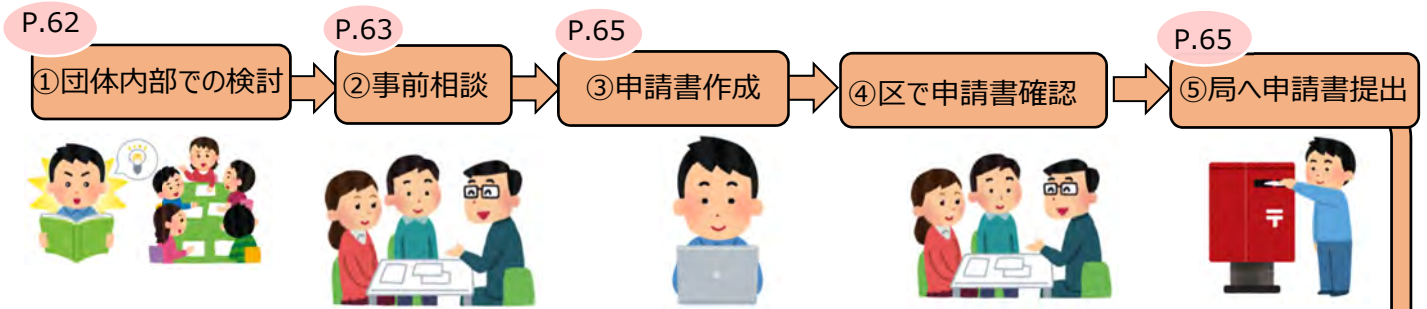 P.62
①団体内部での検討
P.63
②事前相談
P.65
③申請書作成
④区で申請書確認
P.65
⑤局へ申請書提出
〒